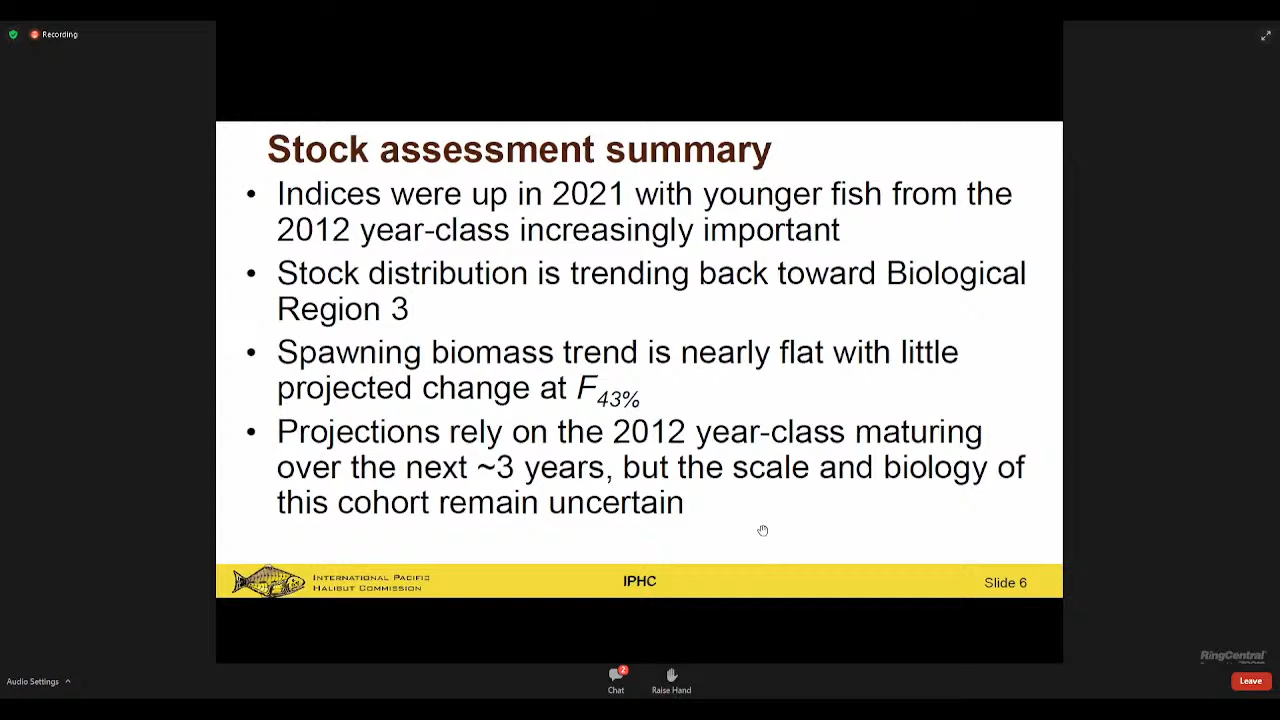 Recording
Stock assessment summary
• Indices were up in 2021 with younger fish from the
2012 year-class increasingly important
• Stock distribution is trending back toward Biological
Region 3
• Spawning biomass trend is nearly flat with little
projected change at F43%
• Projections rely on the 2012 year-class maturing
over the next ~3 years, but the scale and biology of
this cohort remain uncertain
INTERNATIONAL PACIFIC
HALIBUT COMMISSION
IPHC
Slide 6
RingCentral
Audio Settings
2
Chat
Raise Hand
Leave